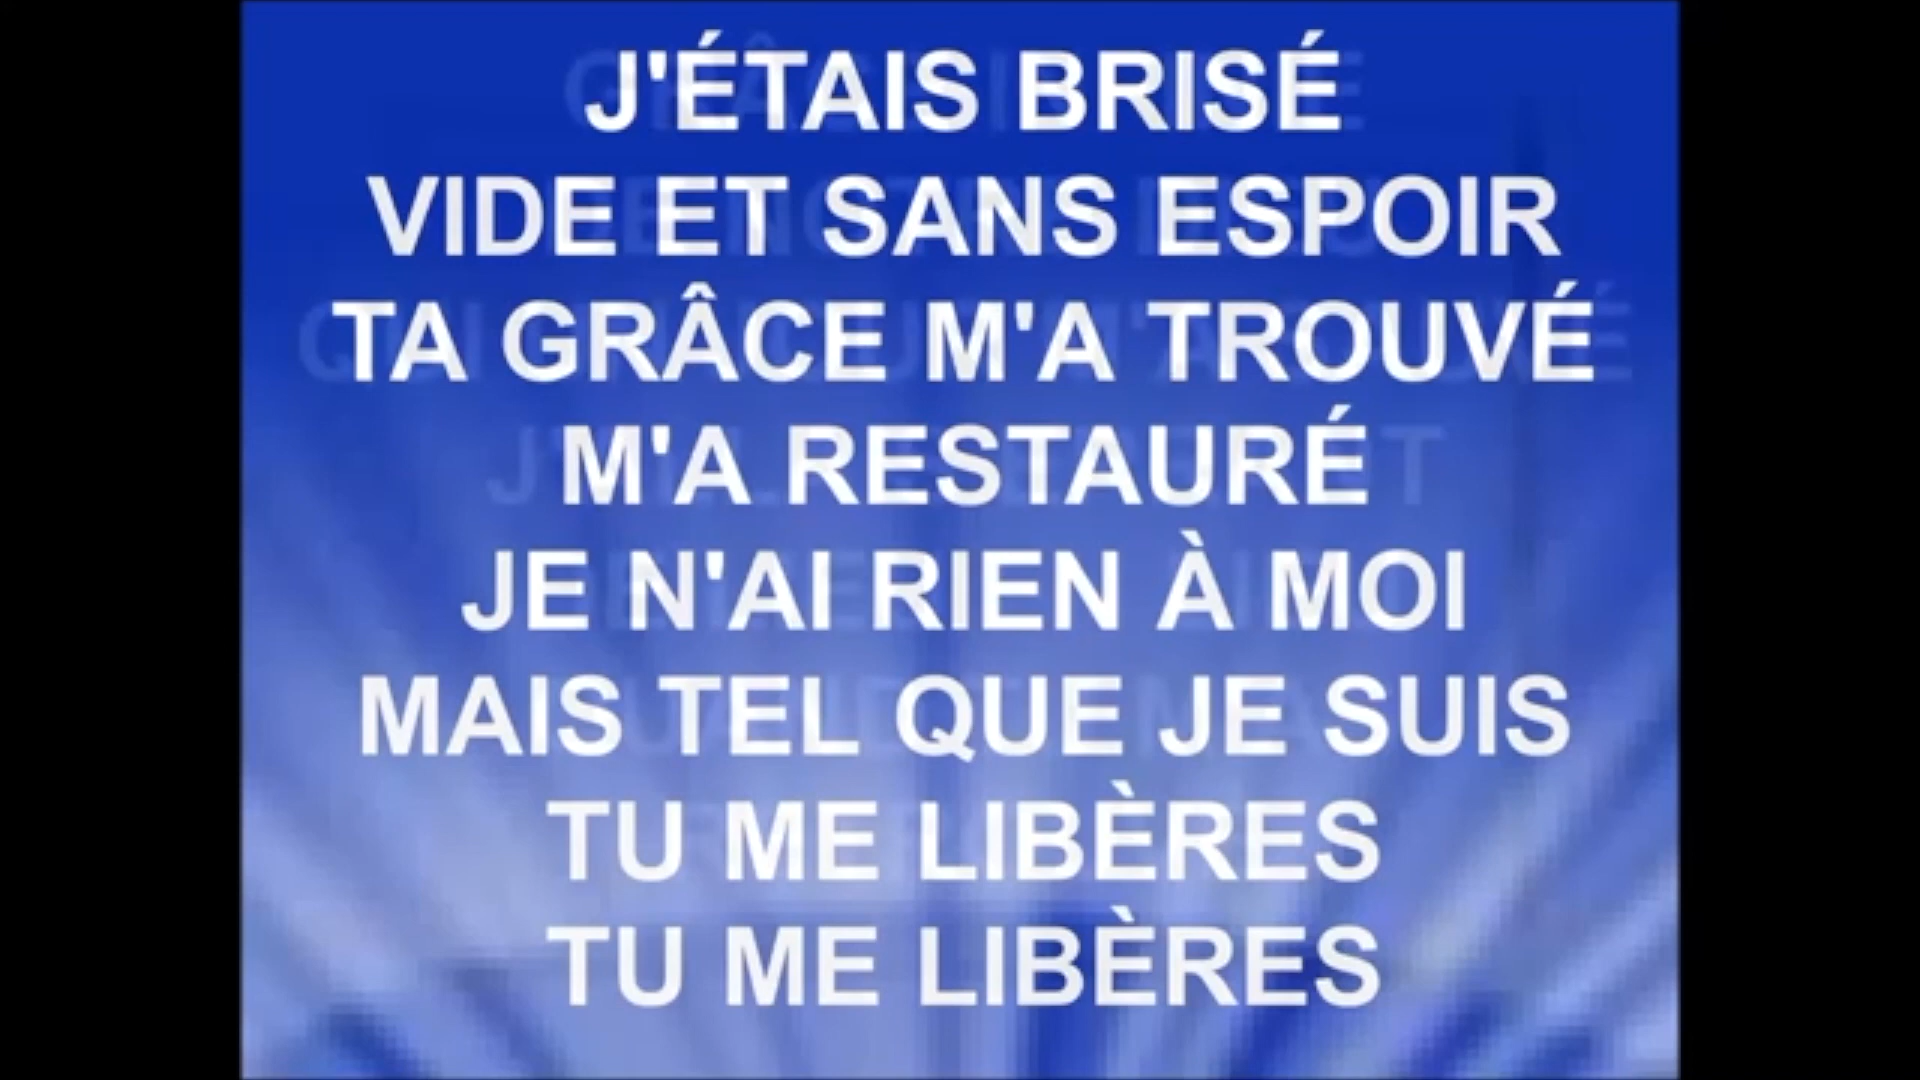 J'ÉTAIS BRISÉ
VIDE ET SANS ESPOIR
TA GRÂCE M'A TROUVÉ
M'A RESTAURÉ
JE N'AI RIEN À MOI
MAIS TEL QUE JE SUIS
TU ME LIBÈRES
TU ME LIBÈRES